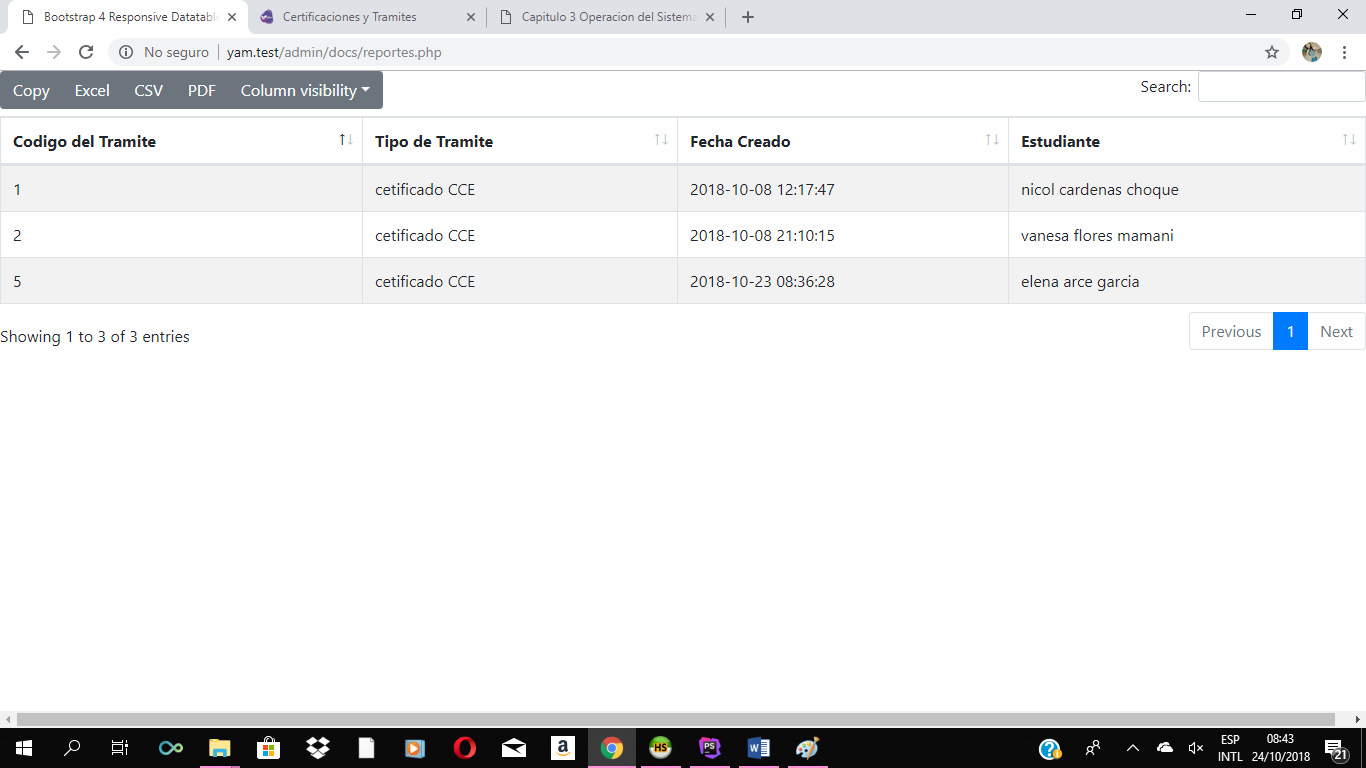 Bootstrap 4 Responsive Datatabl
Certificaciones y Tramites
Capitulo 3 Operacion del Sistema
No seguro yam.test/admin/docs/reportes.php
Copy Excel CSV PDF Column visibility Search:
Codigo del Tramite Tipo de Tramite Fecha Creado Estudiante
1 cetificado CCE 2018-10-08 12:17:47 nicol cardenas choque
2 cetificado CCE 2018-10-08 21:10:15 vanesa flores mamani
5 cetificado CCE 2018-10-23 08:36:28 elena arce garcia
Showing 1 to 3 of 3 entries Previous 1 Next
a HS PS W ESP 08:43
INTL 24/10/2018 21